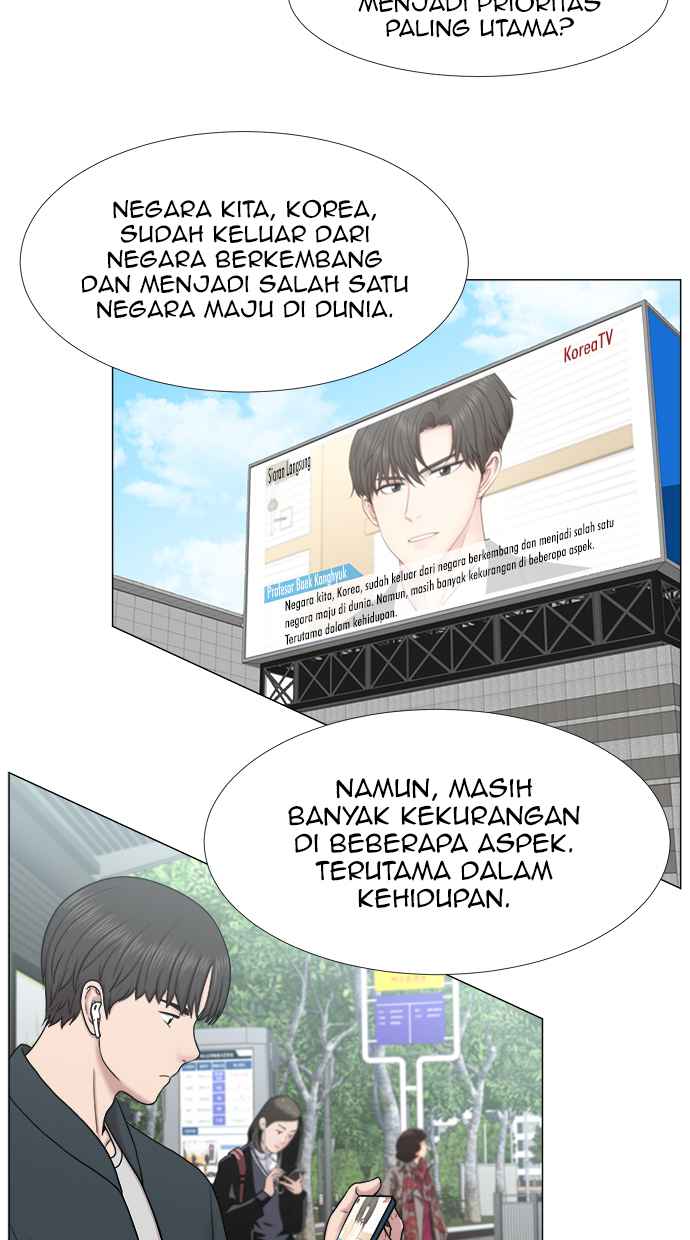 MENJADI PRIORITAS
PALING UTAMA?
NEGARA KITA, KOREA,
SUDAH KELUAR DARI
NEGARA BERKEMBANG
DAN MENJADI SALAH SATU
NEGARA MAJU DI DUNIA.
KoreaTV
Siaran Langsung
Profesor Baek Kanghyuk
Negara kita, Korea, sudah keluar dari negara berkembang dan menjadi salah satu
negara maju di dunia. Namun, masih banyak kekurangan di beberapa aspek.
Terutama dalam kehidupan.
NAMUN, MASIH
BANYAK KEKURANGAN
DI BEBERAPA ASPEK.
TERUTAMA DALAM
KEHIDUPAN.